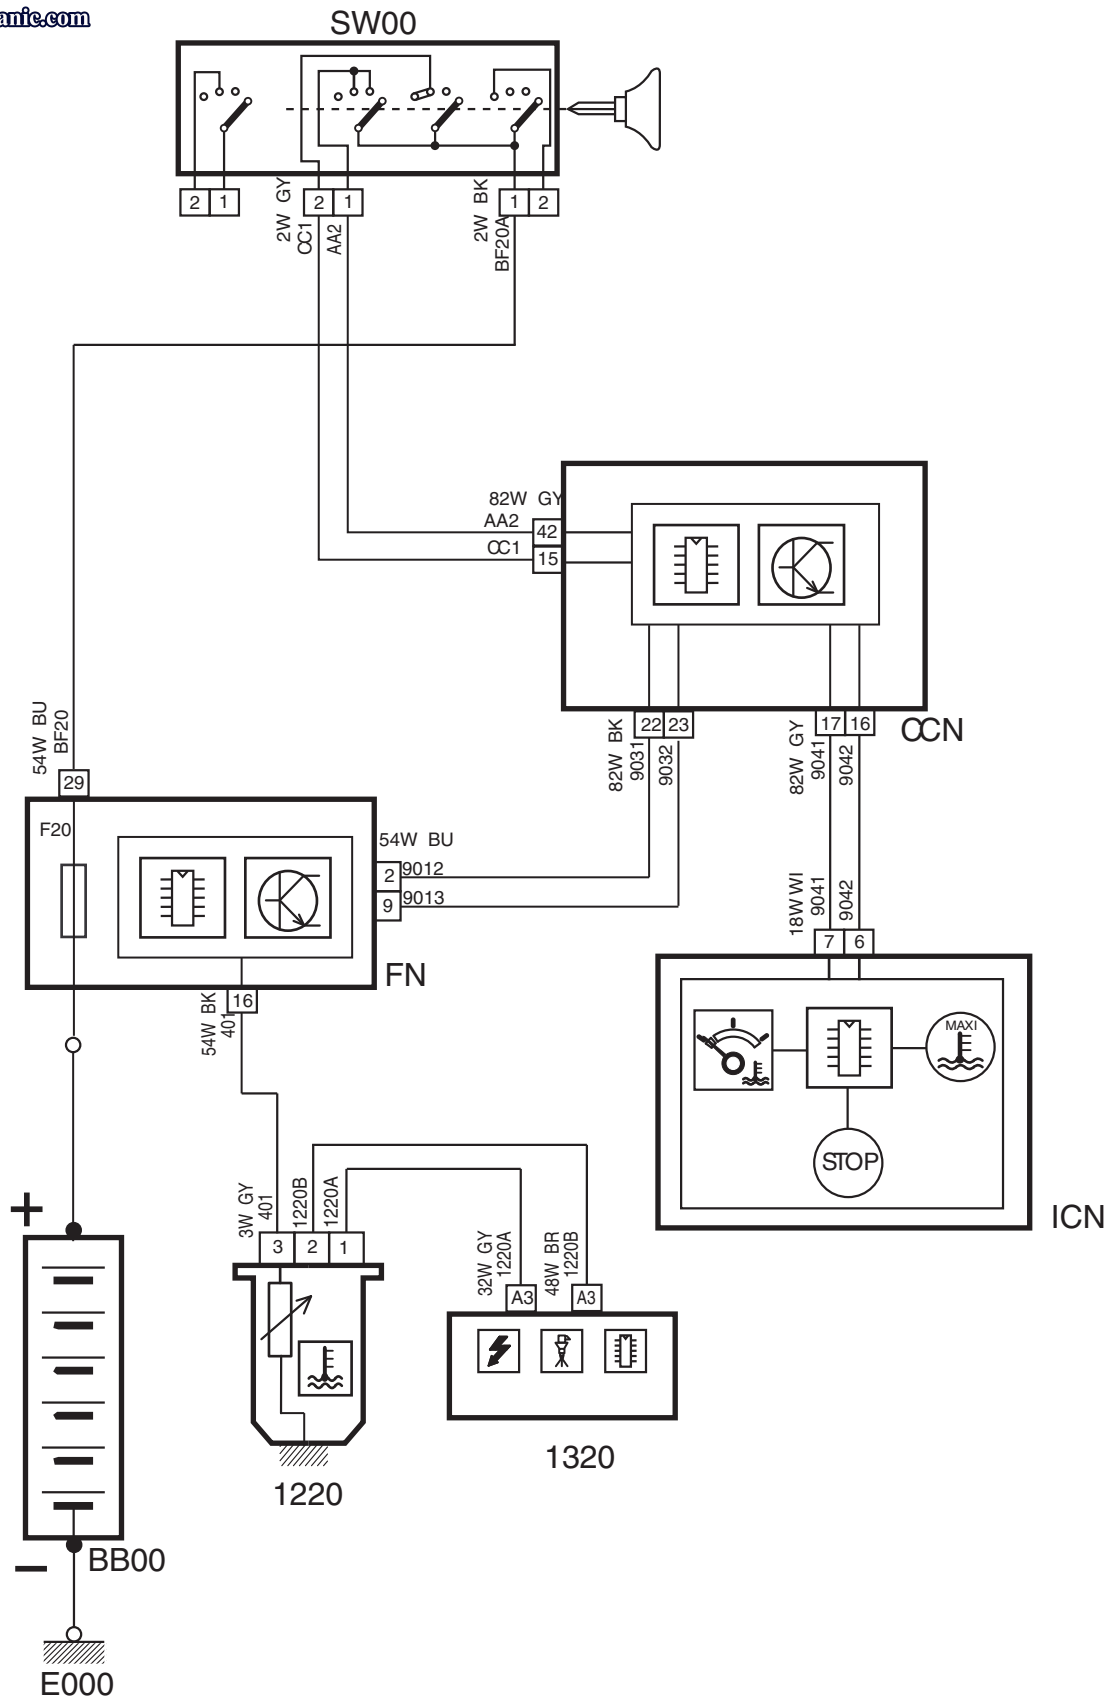 anic.com
SW00
2 1
2 1
1 2
2W GY
CC1
AA2
2W BK
BF20A
82W GY
AA2
42
CC1
15
22 23
17 16
CCN
82W BK
9031
9032
82W GY
9041
9042
54W BU
BF20
29
F20
54W BU
2 9012
9 9013
FN
16
54W BK
401
18WWI
9041
9042
7 6
MAXI
STOP
ICN
3W GY
401
1220B
1220A
3 2 1
32W GY
1220A
48W BR
1220B
A3
A3
1320
1220
+
BB00
–
E000